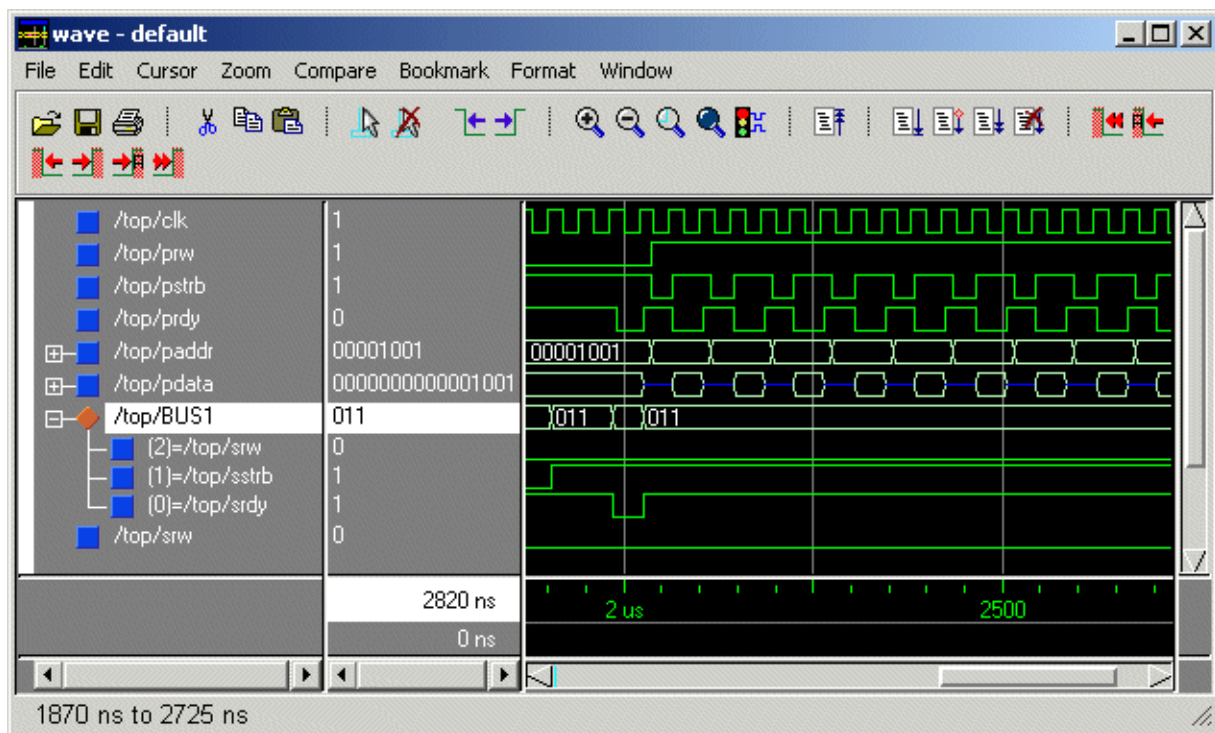 wave - default
File Edit Cursor Zoom Compare Bookmark Format Window
/top/clk 1
/top/prw 1
/top/pstrb 1
/top/prdy 0
/top/paddr 00001001 00001001
/top/pdata 0000000000001001
/top/BUS1 011 011 011
(2)=/top/srw 0
(1)=/top/sstrb 1
(0)=/top/srdy 1
/top/srw 0
2820 ns 2 us 2500
0 ns
1870 ns to 2725 ns